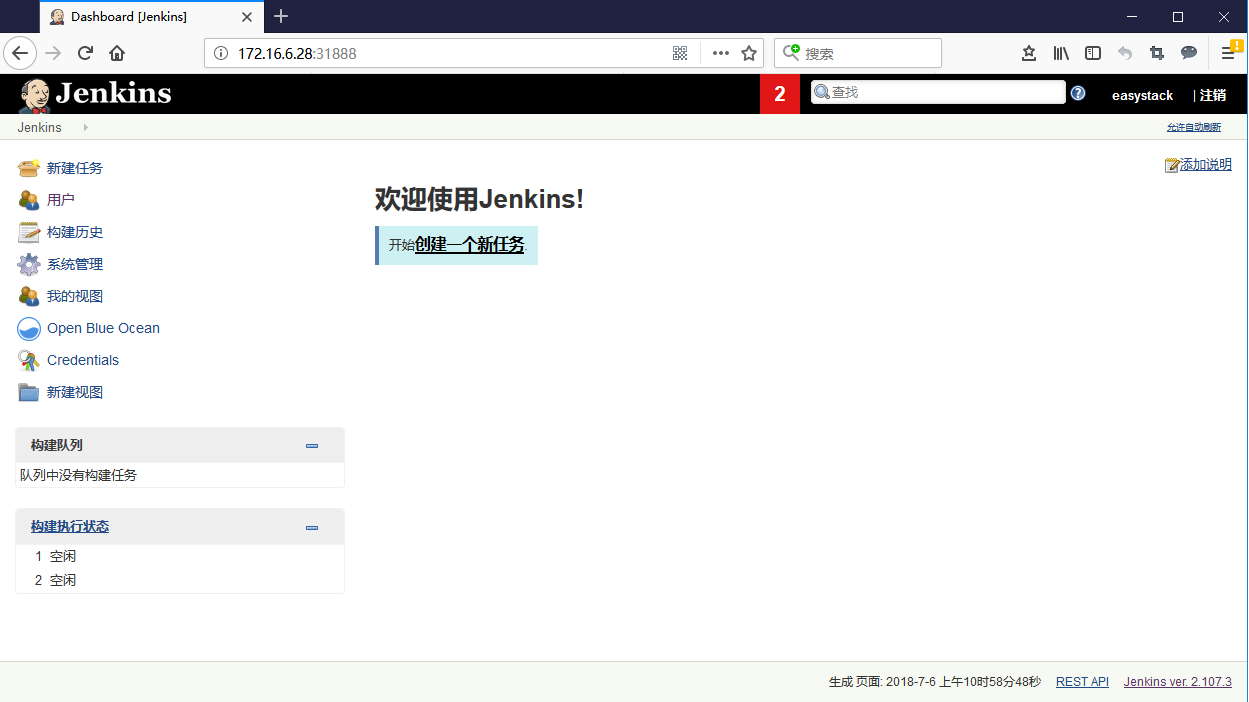 Dashboard [Jenkins]
172.16.6.28:31888
搜索
Jenkins
2
查找
easystack
| 注销
Jenkins
允许自动刷新
新建任务
用户
构建历史
系统管理
我的视图
Open Blue Ocean
Credentials
新建视图
添加说明
欢迎使用Jenkins!
开始创建一个新任务.
构建队列
队列中没有构建任务
构建执行状态
1 空闲
2 空闲
生成 页面: 2018-7-6 上午10时58分48秒 REST API Jenkins ver. 2.107.3